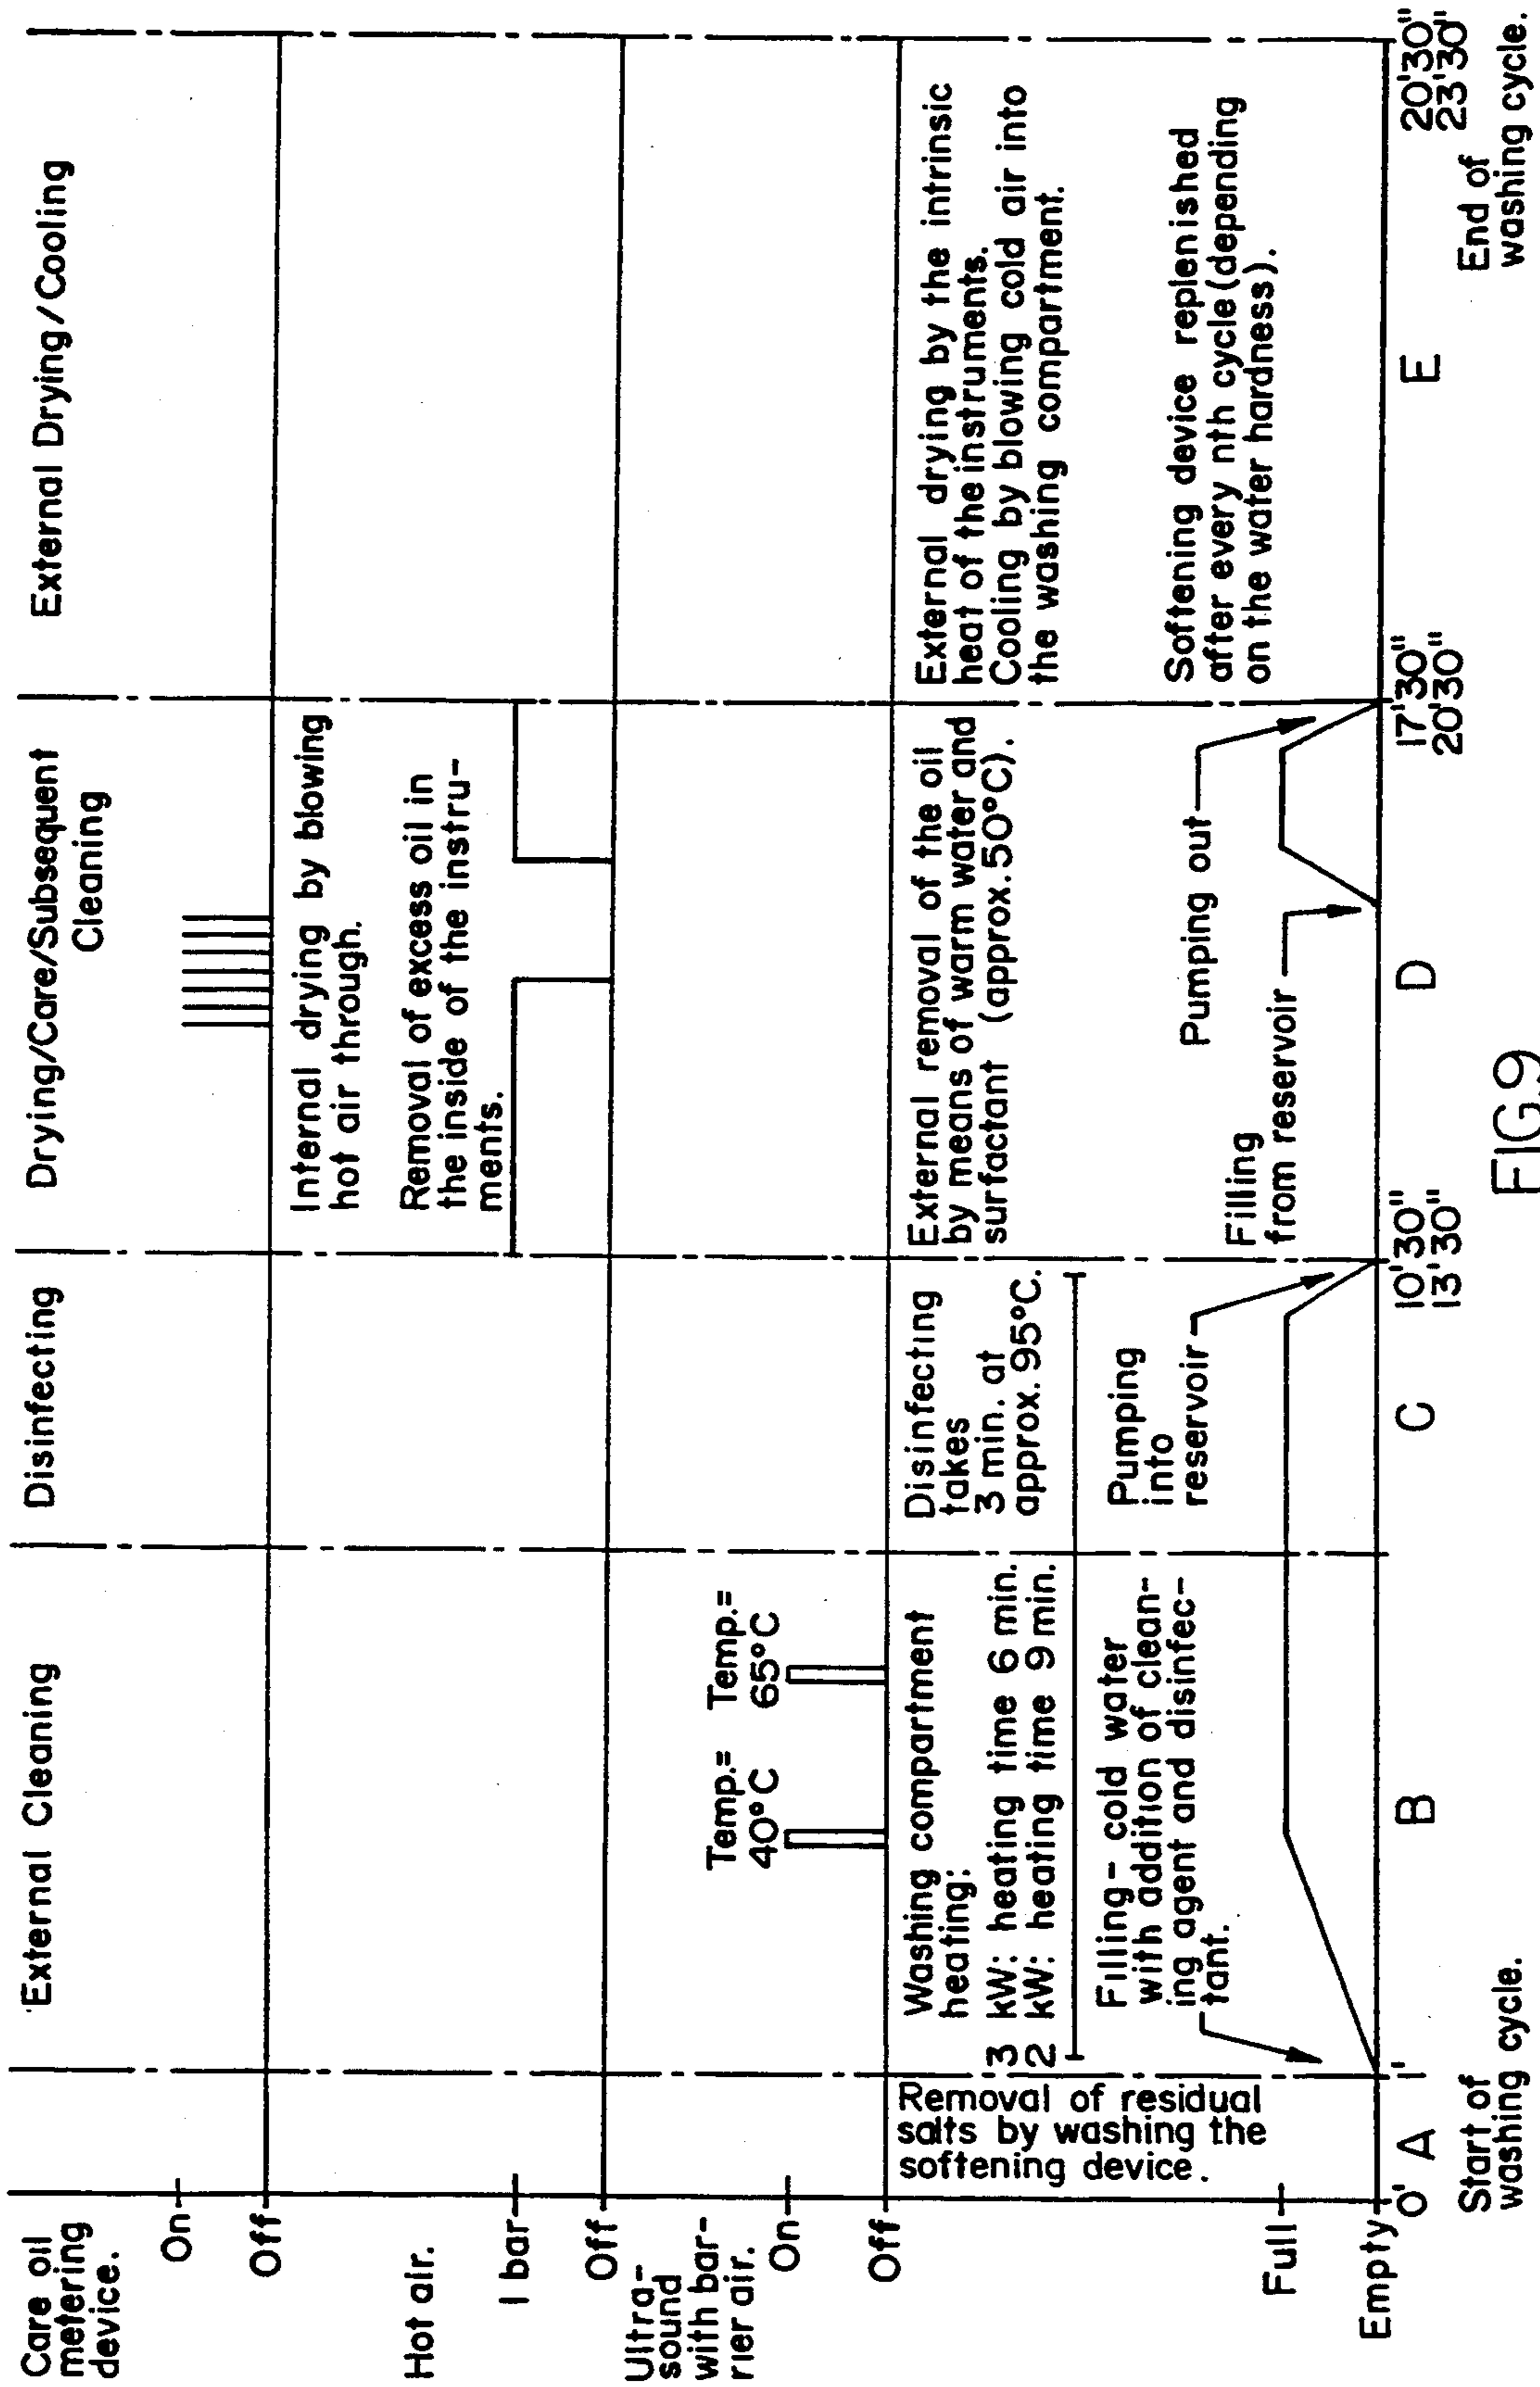 Care oil
metering
device.
On
Off
Hot air.
1 bar
Off
Ultra-
sound
with bar-
rier air.
On
Off
Full
Empty
External Cleaning
Disinfecting
Drying/Care/Subsequent
Cleaning
External Drying/Cooling
Internal drying by blowing
hot air through.
Removal of excess oil in
the inside of the instru-
ments.
Temp.=
40°C
Temp.=
65°C
Removal of residual
salts by washing the
softening device.
Washing compartment
heating:
3 kW: heating time 6 min.
2 kW: heating time 9 min.
Filling- cold water
with addition of clean-
ing agent and disinfec-
tant.
Disinfecting
takes
3 min. at
approx. 95°C.
Pumping
into
reservoir
External removal of the oil
by means of warm water and
surfactant (approx. 50°C).
Pumping out
Filling
from reservoir
External drying by the intrinsic
heat of the instruments.
Cooling by blowing cold air into
the washing compartment.
Softening device replenished
after every nth cycle (depending
on the water hardness).
0'
A
1'
B
C
10'30"
13'30"
D
17'30"
20'30"
E
20'30"
23'30"
Start of
washing cycle.
End of
washing cycle.
FIG.9